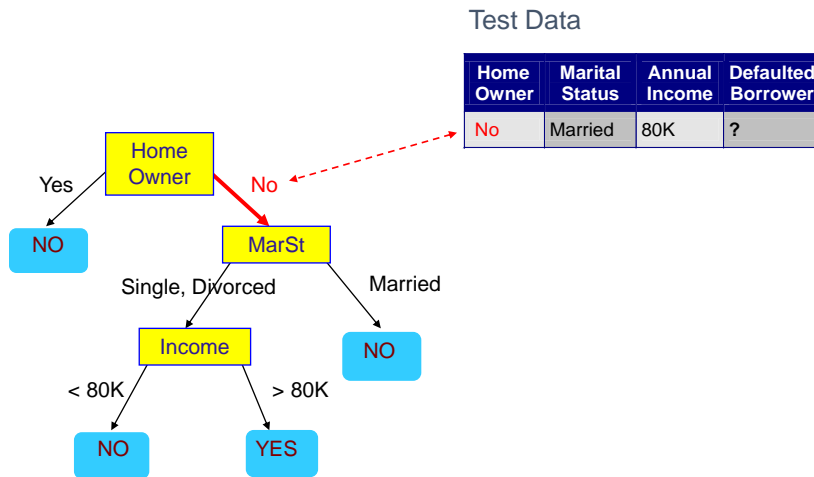 Test Data
Home Owner Marital Status Annual Income Defaulted Borrower
No Married 80K ?
Home
Owner
Yes
No
NO
MarSt
Single, Divorced
Married
Income
NO
< 80K
> 80K
NO
YES